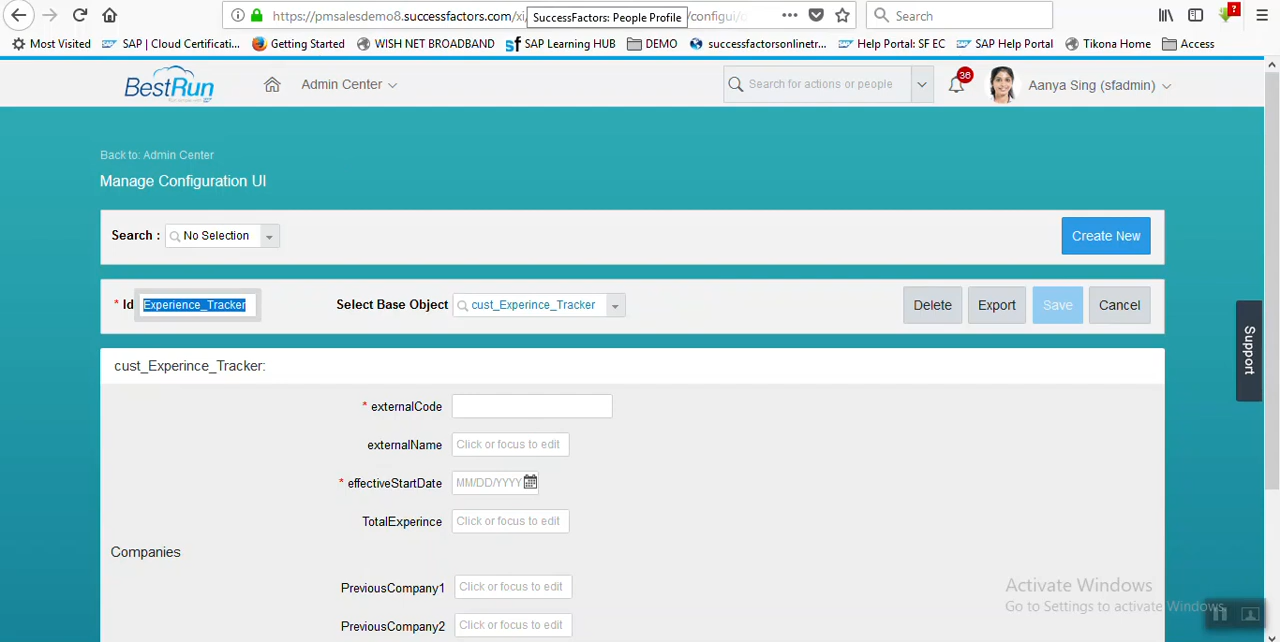 https://pmsalesdemo8.successfactors.com/xi
SuccessFactors: People Profile
/configui/
Search
?
Most Visited
SAP | Cloud Certificati...
Getting Started
WISH NET BROADBAND
SAP Learning HUB
DEMO
successfactorsonlinetr...
Help Portal: SF EC
SAP Help Portal
Tikona Home
Access
BestRun
Admin Center
Search for actions or people
36
Aanya Sing (sfadmin)
Back to: Admin Center
Manage Configuration UI
Search : No Selection
Create New
* Id Experience_Tracker
Select Base Object cust_Experince_Tracker
Delete
Export
Save
Cancel
Support
cust_Experince_Tracker:
* externalCode
externalName Click or focus to edit
* effectiveStartDate MM/DD/YYYY
TotalExperince Click or focus to edit
Companies
PreviousCompany1 Click or focus to edit
PreviousCompany2 Click or focus to edit
Activate Windows
Go to Settings to activate Windows.